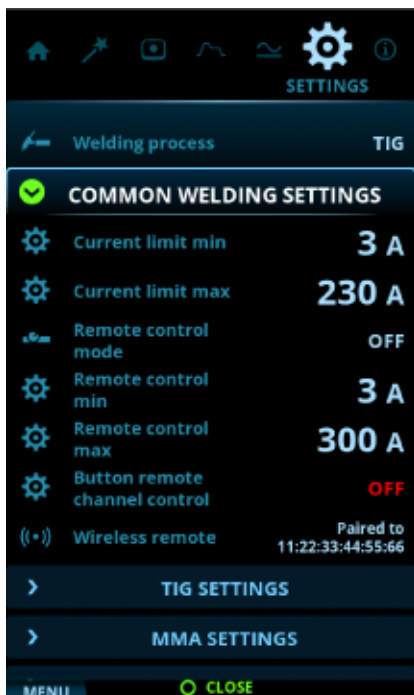 SETTINGS
Welding process TIG
COMMON WELDING SETTINGS
Current limit min 3 A
Current limit max 230 A
Remote control mode OFF
Remote control min 3 A
Remote control max 300 A
Button remote channel control OFF
Wireless remote Paired to 11:22:33:44:55:66
TIG SETTINGS
MMA SETTINGS
MENU CLOSE